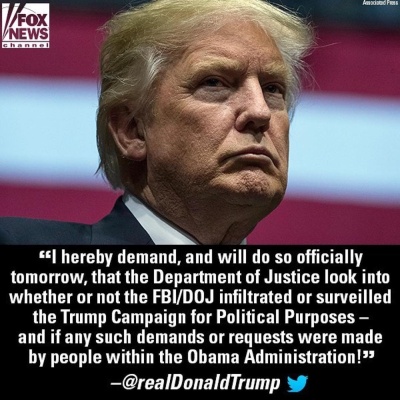 Associated Press
FOX
NEWS
channel
“I hereby demand, and will do so officially
tomorrow, that the Department of Justice look into
whether or not the FBI/DOJ infiltrated or surveilled
the Trump Campaign for Political Purposes –
and if any such demands or requests were made
by people within the Obama Administration!”
–@realDonaldTrump